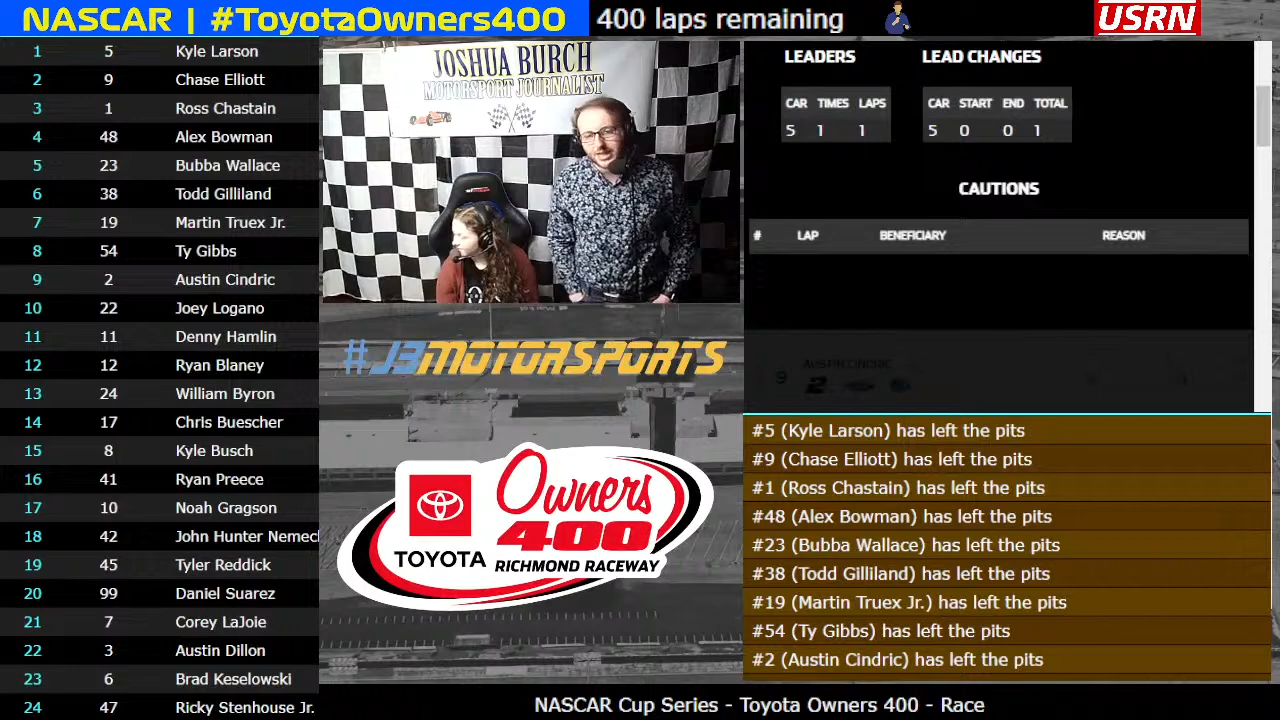 NASCAR | #ToyotaOwners400
400 laps remaining
USRN
1 5 Kyle Larson
2 9 Chase Elliott
3 1 Ross Chastain
4 48 Alex Bowman
5 23 Bubba Wallace
6 38 Todd Gilliland
7 19 Martin Truex Jr.
8 54 Ty Gibbs
9 2 Austin Cindric
10 22 Joey Logano
11 11 Denny Hamlin
12 12 Ryan Blaney
13 24 William Byron
14 17 Chris Buescher
15 8 Kyle Busch
16 41 Ryan Preece
17 10 Noah Gragson
18 42 John Hunter Nemec
19 45 Tyler Reddick
20 99 Daniel Suarez
21 7 Corey LaJoie
22 3 Austin Dillon
23 6 Brad Keselowski
24 47 Ricky Stenhouse Jr.
JOSHUA BURCH
MOTORSPORT JOURNALIST
#JBMOTORSPORTS
TOYOTA
Owners
400
RICHMOND RACEWAY
LEADERS
CAR TIMES LAPS
5 1 1
LEAD CHANGES
CAR START END TOTAL
5 0 0 1
CAUTIONS
# LAP BENEFICIARY REASON
9 AUSTIN CINDRIC
2
#5 (Kyle Larson) has left the pits
#9 (Chase Elliott) has left the pits
#1 (Ross Chastain) has left the pits
#48 (Alex Bowman) has left the pits
#23 (Bubba Wallace) has left the pits
#38 (Todd Gilliland) has left the pits
#19 (Martin Truex Jr.) has left the pits
#54 (Ty Gibbs) has left the pits
#2 (Austin Cindric) has left the pits
NASCAR Cup Series - Toyota Owners 400 - Race